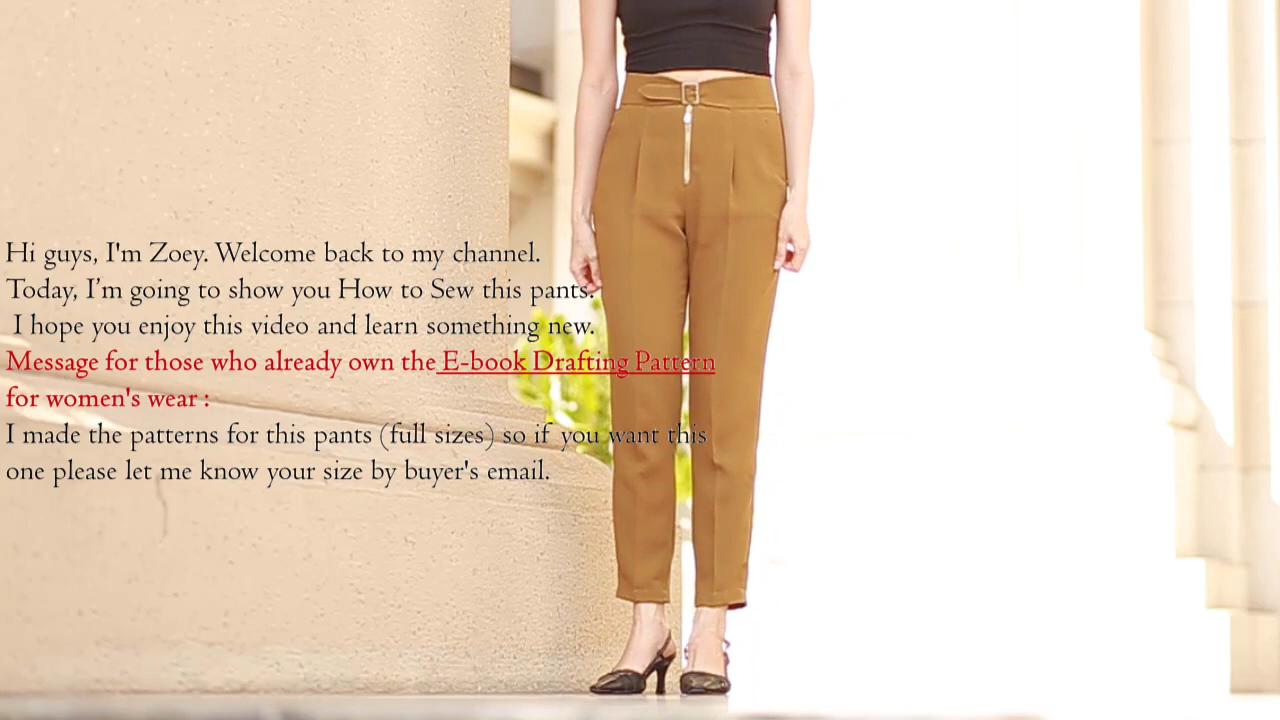 Hi guys, I'm Zoey. Welcome back to my channel.
Today, I’m going to show you How to Sew this pants.
I hope you enjoy this video and learn something new.
Message for those who already own the E-book Drafting Pattern
for women's wear :
I made the patterns for this pants (full sizes) so if you want this
one please let me know your size by buyer's email.